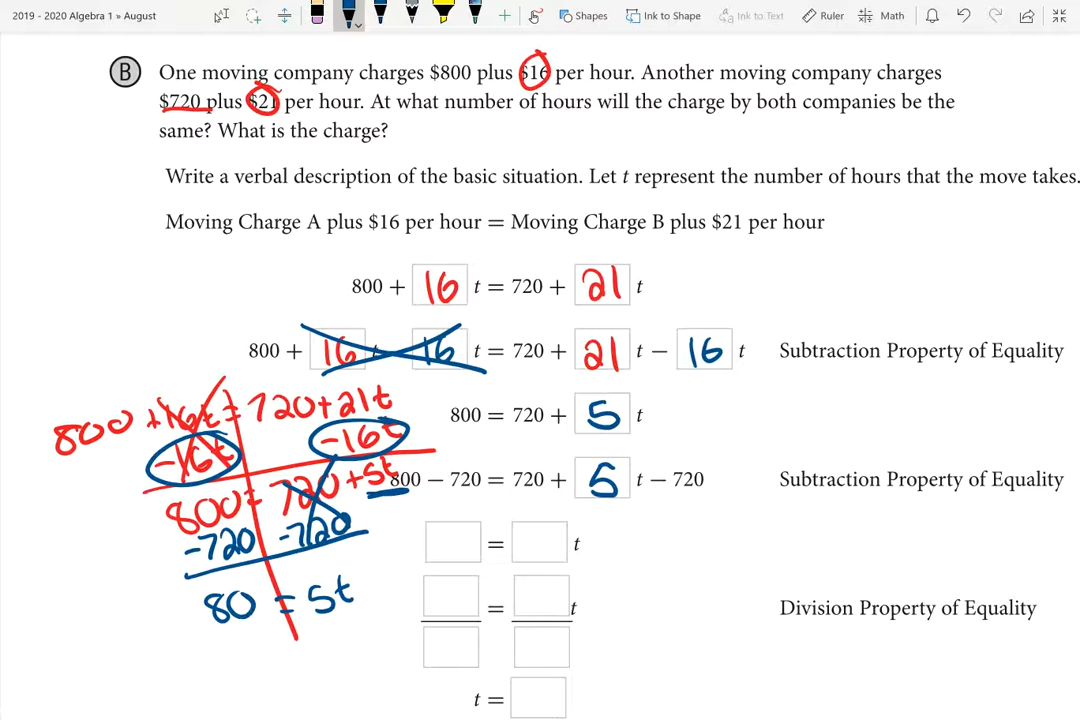 2019 - 2020 Algebra 1 » August
Shapes Ink to Shape Ink to Text Ruler Math
B One moving company charges $800 plus $16 per hour. Another moving company charges
$720 plus $21 per hour. At what number of hours will the charge by both companies be the
same? What is the charge?
Write a verbal description of the basic situation. Let t represent the number of hours that the move takes.
Moving Charge A plus $16 per hour = Moving Charge B plus $21 per hour
800 + 16 t = 720 + 21 t
800 + 16 t - 16 t = 720 + 21 t − 16 t Subtraction Property of Equality
800 = 720 + 5 t
800 − 720 = 720 + 5 t − 720 Subtraction Property of Equality
= t
= t Division Property of Equality
t =
800 + 16t = 720 + 21t
-16t -16t
800 = 720 + 5t
-720 -720
80 = 5t